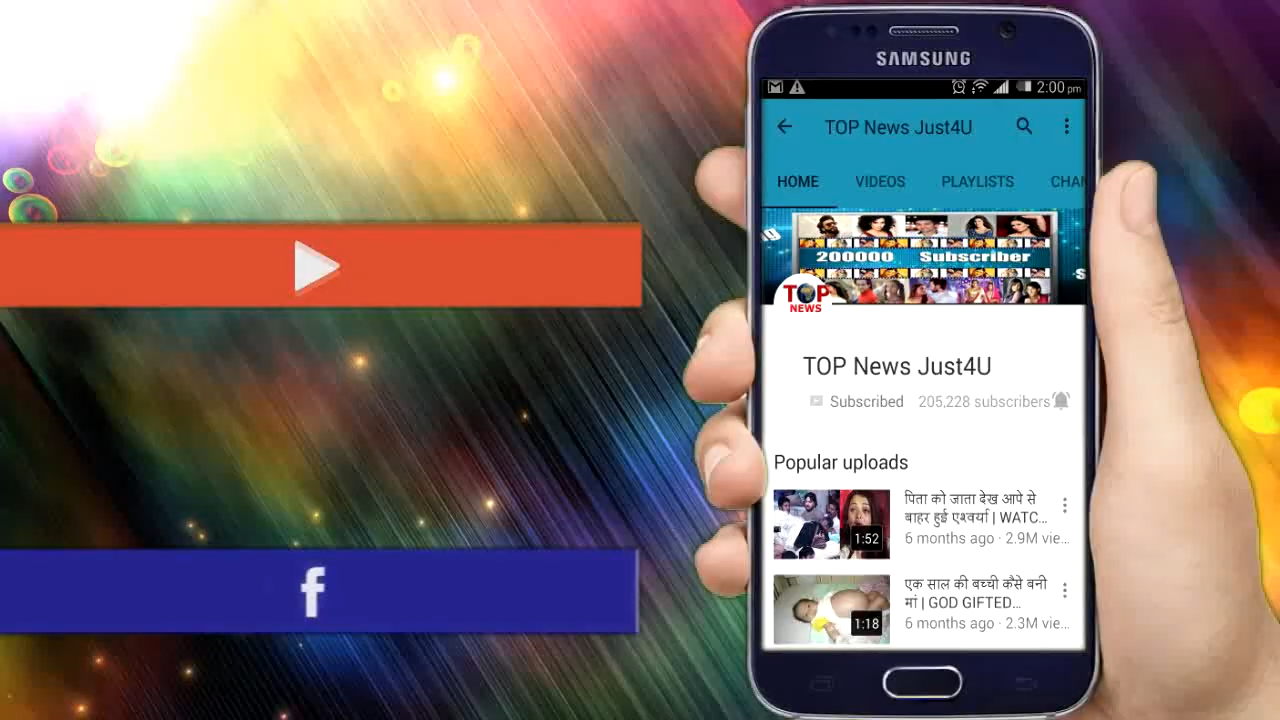 SAMSUNG
2:00 pm
TOP News Just4U
HOME VIDEOS PLAYLISTS CHAN
200000 Subscriber
TOP
NEWS
TOP News Just4U
Subscribed 205,228 subscribers
Popular uploads
पिता को जाता देख आपे से
बाहर हुई एश्वर्या | WATC...
1:52
6 months ago · 2.9M vie...
एक साल की बच्ची कैसे बनी
मां | GOD GIFTED...
1:18
6 months ago · 2.3M vie...
f